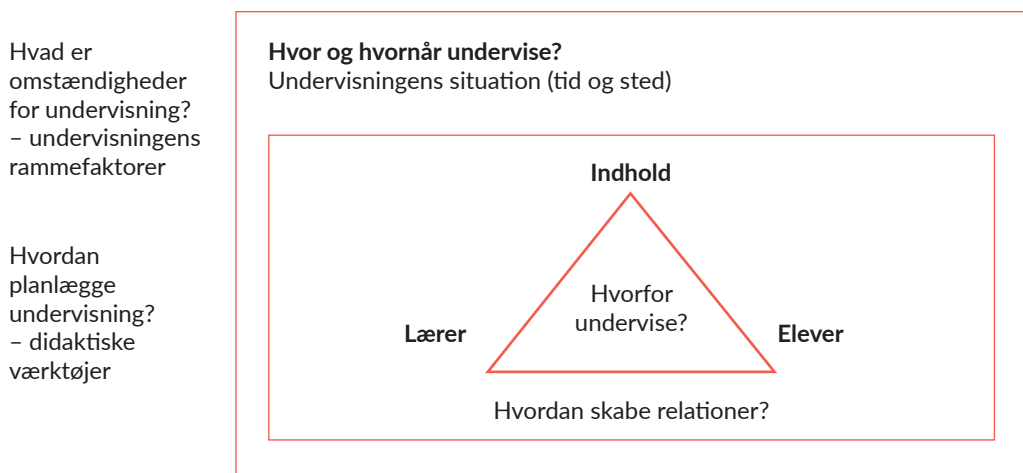 Hvad er
omstændigheder
for undervisning?
– undervisningens
rammefaktorer
Hvordan
planlægge
undervisning?
– didaktiske
værktøjer
Hvor og hvornår undervise?
Undervisningens situation (tid og sted)
Indhold
Hvorfor
undervise?
Lærer
Elever
Hvordan skabe relationer?